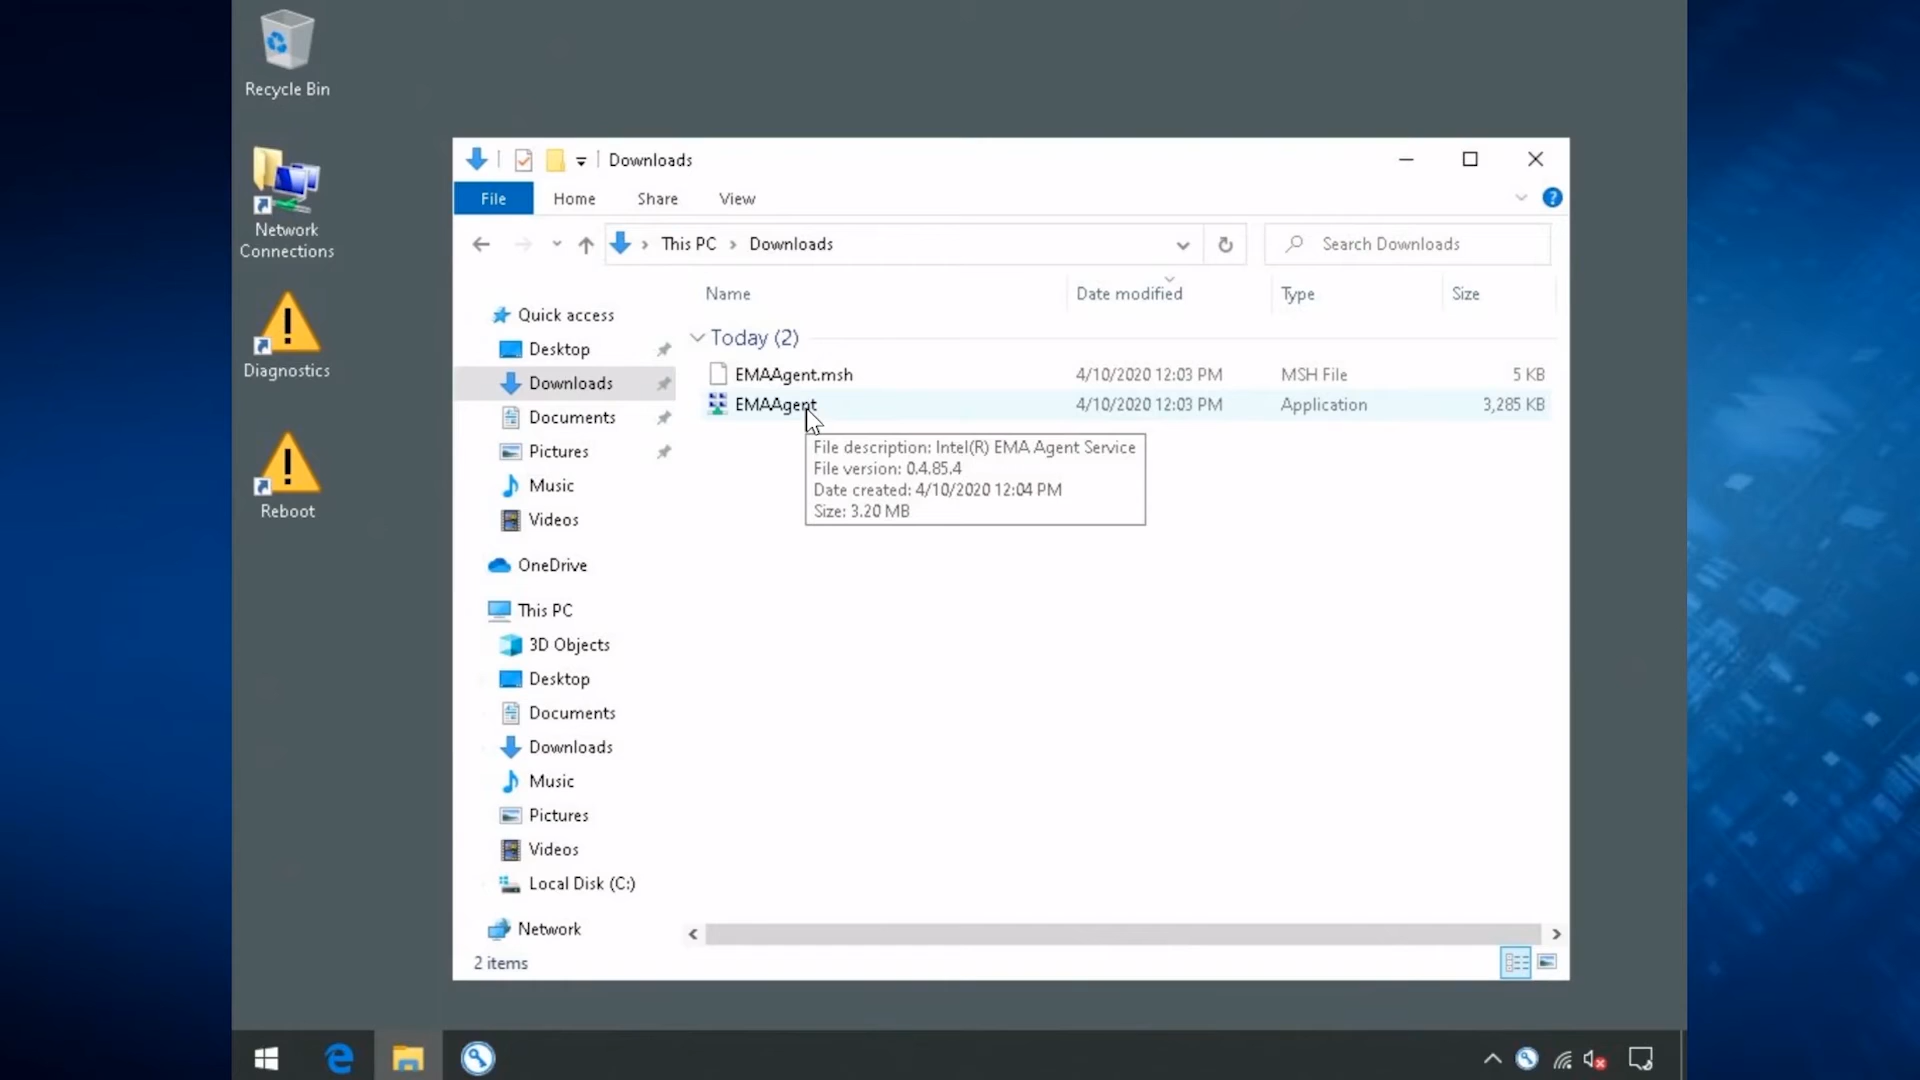 Recycle Bin
Network
Connections
Diagnostics
Reboot
Downloads
File
Home
Share
View
This PC
Downloads
Search Downloads
Name
Date modified
Type
Size
Quick access
Desktop
Downloads
Documents
Pictures
Music
Videos
OneDrive
This PC
3D Objects
Desktop
Documents
Downloads
Music
Pictures
Videos
Local Disk (C:)
Network
Today (2)
EMAAgent.msh 4/10/2020 12:03 PM MSH File 5 KB
EMAAgent 4/10/2020 12:03 PM Application 3,285 KB
File description: Intel(R) EMA Agent Service
File version: 0.4.85.4
Date created: 4/10/2020 12:04 PM
Size: 3.20 MB
2 items